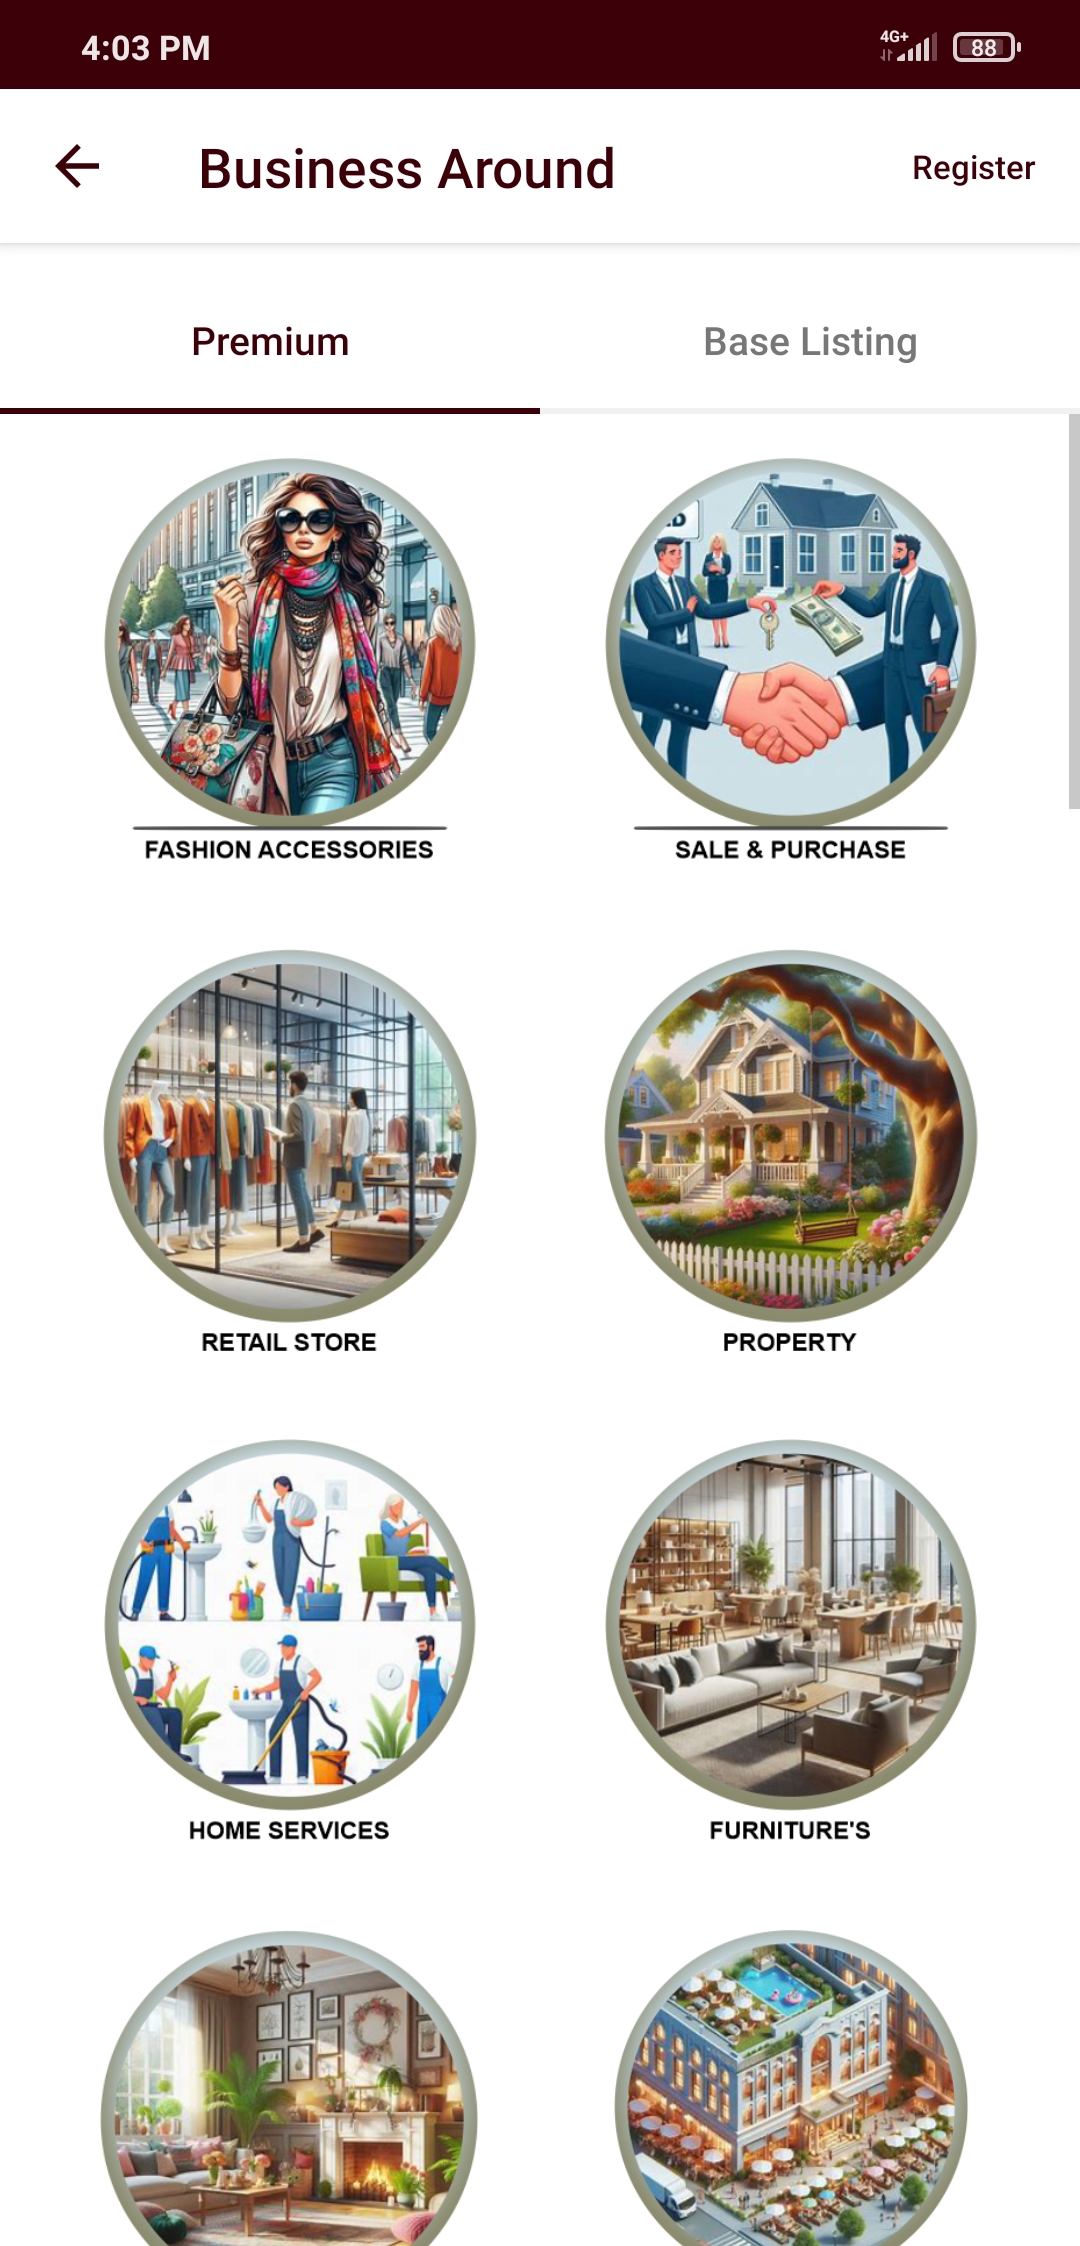 4:03 PM
4G+
88
Business Around
Register
Premium
Base Listing
FASHION ACCESSORIES
SALE & PURCHASE
RETAIL STORE
PROPERTY
HOME SERVICES
FURNITURE'S